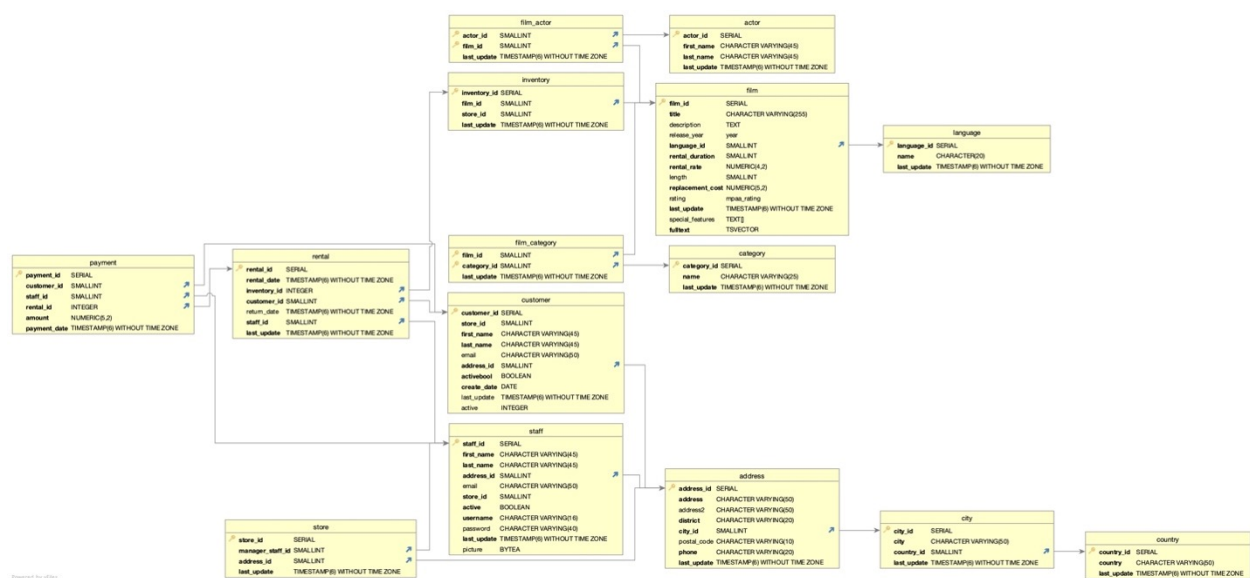 film_actor
actor_id SMALLINT
film_id SMALLINT
last_update TIMESTAMP(6) WITHOUT TIME ZONE
actor
actor_id SERIAL
first_name CHARACTER VARYING(45)
last_name CHARACTER VARYING(45)
last_update TIMESTAMP(6) WITHOUT TIME ZONE
inventory
inventory_id SERIAL
film_id SMALLINT
store_id SMALLINT
last_update TIMESTAMP(6) WITHOUT TIME ZONE
film
film_id SERIAL
title CHARACTER VARYING(255)
description TEXT
release_year year
language_id SMALLINT
rental_duration SMALLINT
rental_rate NUMERIC(4,2)
length SMALLINT
replacement_cost NUMERIC(5,2)
rating mpaa_rating
last_update TIMESTAMP(6) WITHOUT TIME ZONE
special_features TEXT[]
fulltext TSVECTOR
language
language_id SERIAL
name CHARACTER(20)
last_update TIMESTAMP(6) WITHOUT TIME ZONE
film_category
film_id SMALLINT
category_id SMALLINT
last_update TIMESTAMP(6) WITHOUT TIME ZONE
category
category_id SERIAL
name CHARACTER VARYING(25)
last_update TIMESTAMP(6) WITHOUT TIME ZONE
payment
payment_id SERIAL
customer_id SMALLINT
staff_id SMALLINT
rental_id INTEGER
amount NUMERIC(5,2)
payment_date TIMESTAMP(6) WITHOUT TIME ZONE
rental
rental_id SERIAL
rental_date TIMESTAMP(6) WITHOUT TIME ZONE
inventory_id INTEGER
customer_id SMALLINT
return_date TIMESTAMP(6) WITHOUT TIME ZONE
staff_id SMALLINT
last_update TIMESTAMP(6) WITHOUT TIME ZONE
customer
customer_id SERIAL
store_id SMALLINT
first_name CHARACTER VARYING(45)
last_name CHARACTER VARYING(45)
email CHARACTER VARYING(50)
address_id SMALLINT
activebool BOOLEAN
create_date DATE
last_update TIMESTAMP(6) WITHOUT TIME ZONE
active INTEGER
staff
staff_id SERIAL
first_name CHARACTER VARYING(45)
last_name CHARACTER VARYING(45)
address_id SMALLINT
email CHARACTER VARYING(50)
store_id SMALLINT
active BOOLEAN
username CHARACTER VARYING(16)
password CHARACTER VARYING(40)
last_update TIMESTAMP(6) WITHOUT TIME ZONE
picture BYTEA
store
store_id SERIAL
manager_staff_id SMALLINT
address_id SMALLINT
last_update TIMESTAMP(6) WITHOUT TIME ZONE
address
address_id SERIAL
address CHARACTER VARYING(50)
address2 CHARACTER VARYING(50)
district CHARACTER VARYING(20)
city_id SMALLINT
postal_code CHARACTER VARYING(10)
phone CHARACTER VARYING(20)
last_update TIMESTAMP(6) WITHOUT TIME ZONE
city
city_id SERIAL
city CHARACTER VARYING(50)
country_id SMALLINT
last_update TIMESTAMP(6) WITHOUT TIME ZONE
country
country_id SERIAL
country CHARACTER VARYING(50)
last_update TIMESTAMP(6) WITHOUT TIME ZONE